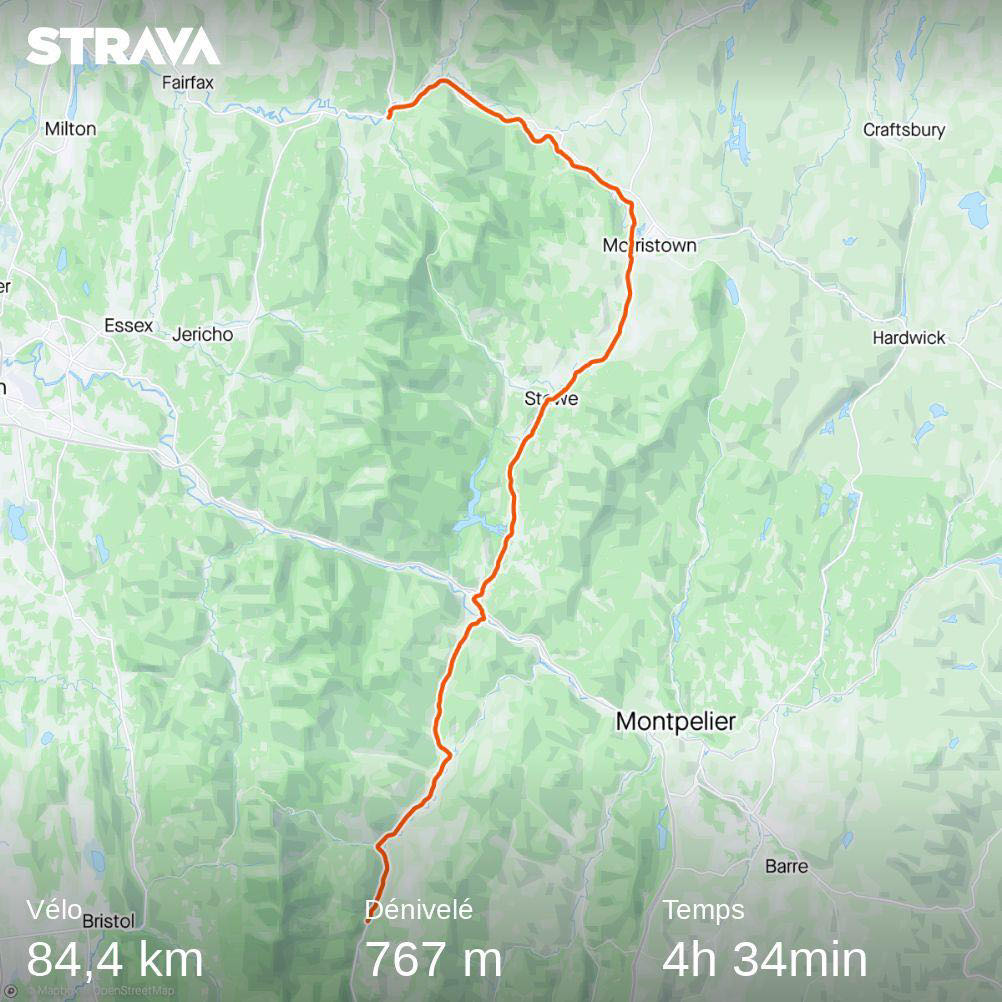 STRAVA
Fairfax
Milton
Craftsbury
Morristown
er
Essex
Jericho
Hardwick
n
Stowe
Montpelier
Barre
Bristol
Vélo
Dénivelé
Temps
84,4 km
767 m
4h 34min
© Mapbox © OpenStreetMap